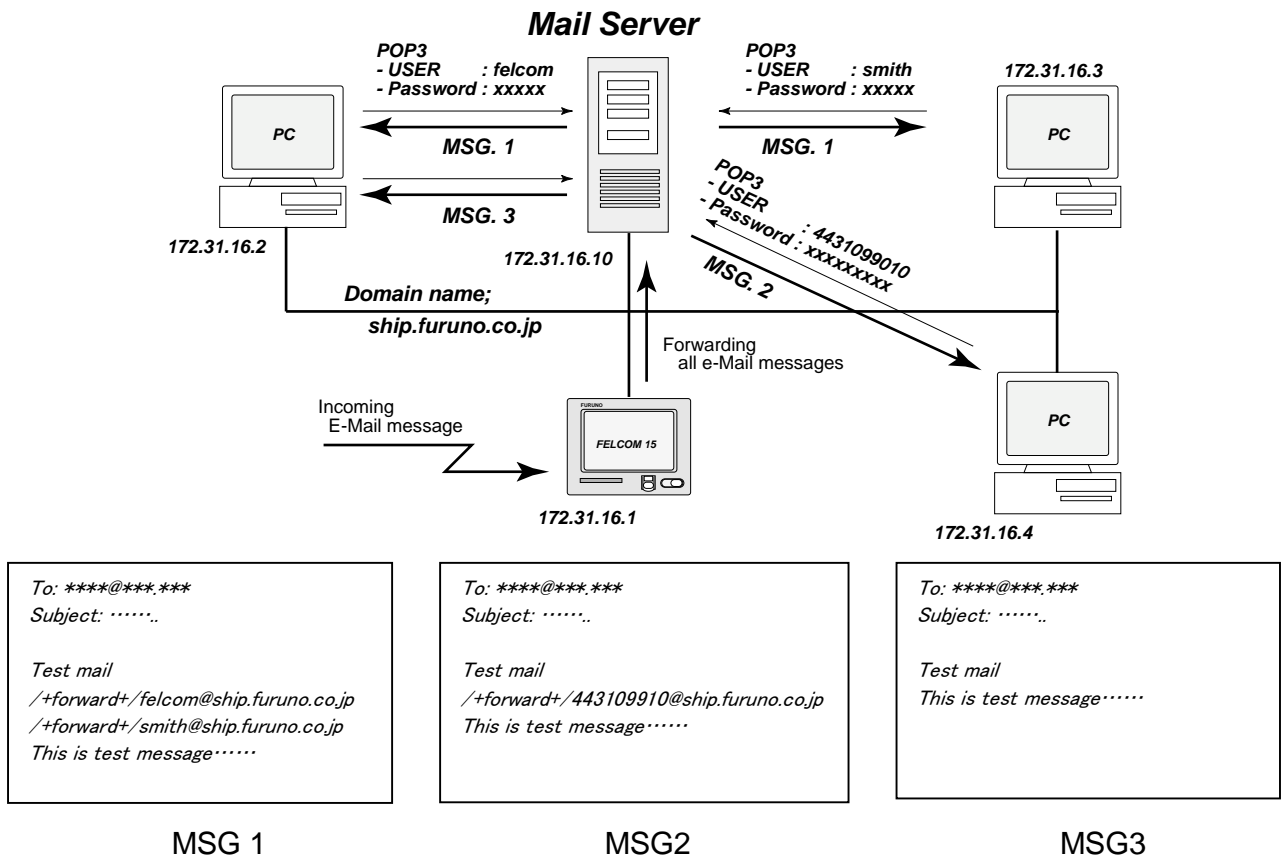 Mail Server
POP3
- USER : felcom
- Password : xxxxx
POP3
- USER : smith
- Password : xxxxx
172.31.16.3
PC
MSG. 1
MSG. 1
PC
MSG. 3
POP3
- USER : 4431099010
- Password : xxxxxxxxx
MSG. 2
172.31.16.2
172.31.16.10
Domain name;
ship.furuno.co.jp
Forwarding
all e-Mail messages
Incoming
E-Mail message
FURUNO
FELCOM 15
PC
172.31.16.1
172.31.16.4
To: ****@***.***
Subject: ‥‥‥..
Test mail
/+forward+/felcom@ship.furuno.co.jp
/+forward+/smith@ship.furuno.co.jp
This is test message‥‥‥
MSG 1
To: ****@***.***
Subject: ‥‥‥..
Test mail
/+forward+/443109910@ship.furuno.co.jp
This is test message‥‥‥
MSG2
To: ****@***.***
Subject: ‥‥‥..
Test mail
This is test message‥‥‥
MSG3